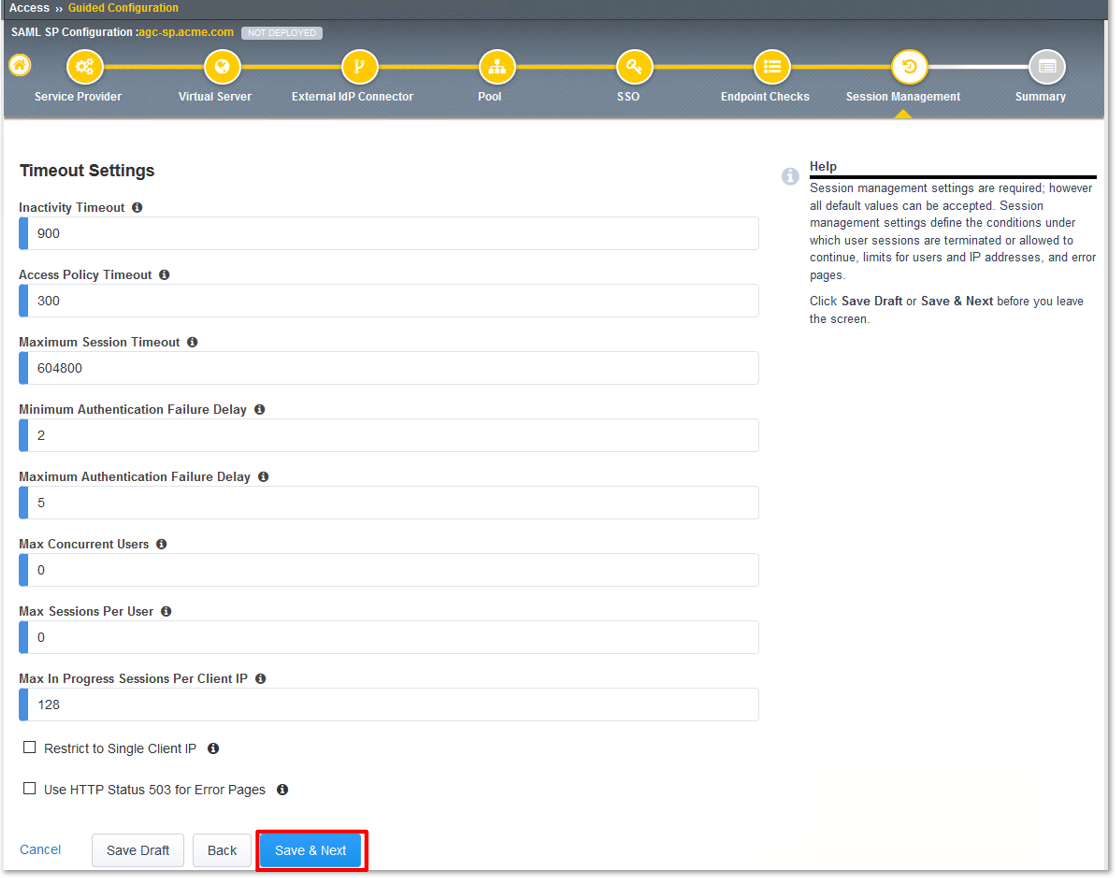 Access ›› Guided Configuration
SAML SP Configuration :agc-sp.acme.com NOT DEPLOYED
Service Provider Virtual Server External IdP Connector Pool SSO Endpoint Checks Session Management Summary
Timeout Settings
Inactivity Timeout
900
Access Policy Timeout
300
Maximum Session Timeout
604800
Minimum Authentication Failure Delay
2
Maximum Authentication Failure Delay
5
Max Concurrent Users
0
Max Sessions Per User
0
Max In Progress Sessions Per Client IP
128
Restrict to Single Client IP
Use HTTP Status 503 for Error Pages
Cancel Save Draft Back Save & Next
Help
Session management settings are required; however
all default values can be accepted. Session
management settings define the conditions under
which user sessions are terminated or allowed to
continue, limits for users and IP addresses, and error
pages.
Click Save Draft or Save & Next before you leave
the screen.